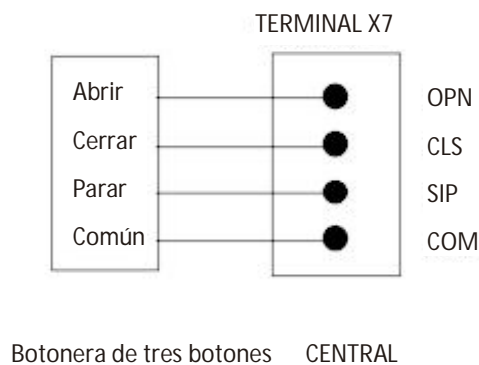 TERMINAL X7
Abrir OPN
Cerrar CLS
Parar SIP
Común COM
Botonera de tres botones CENTRAL